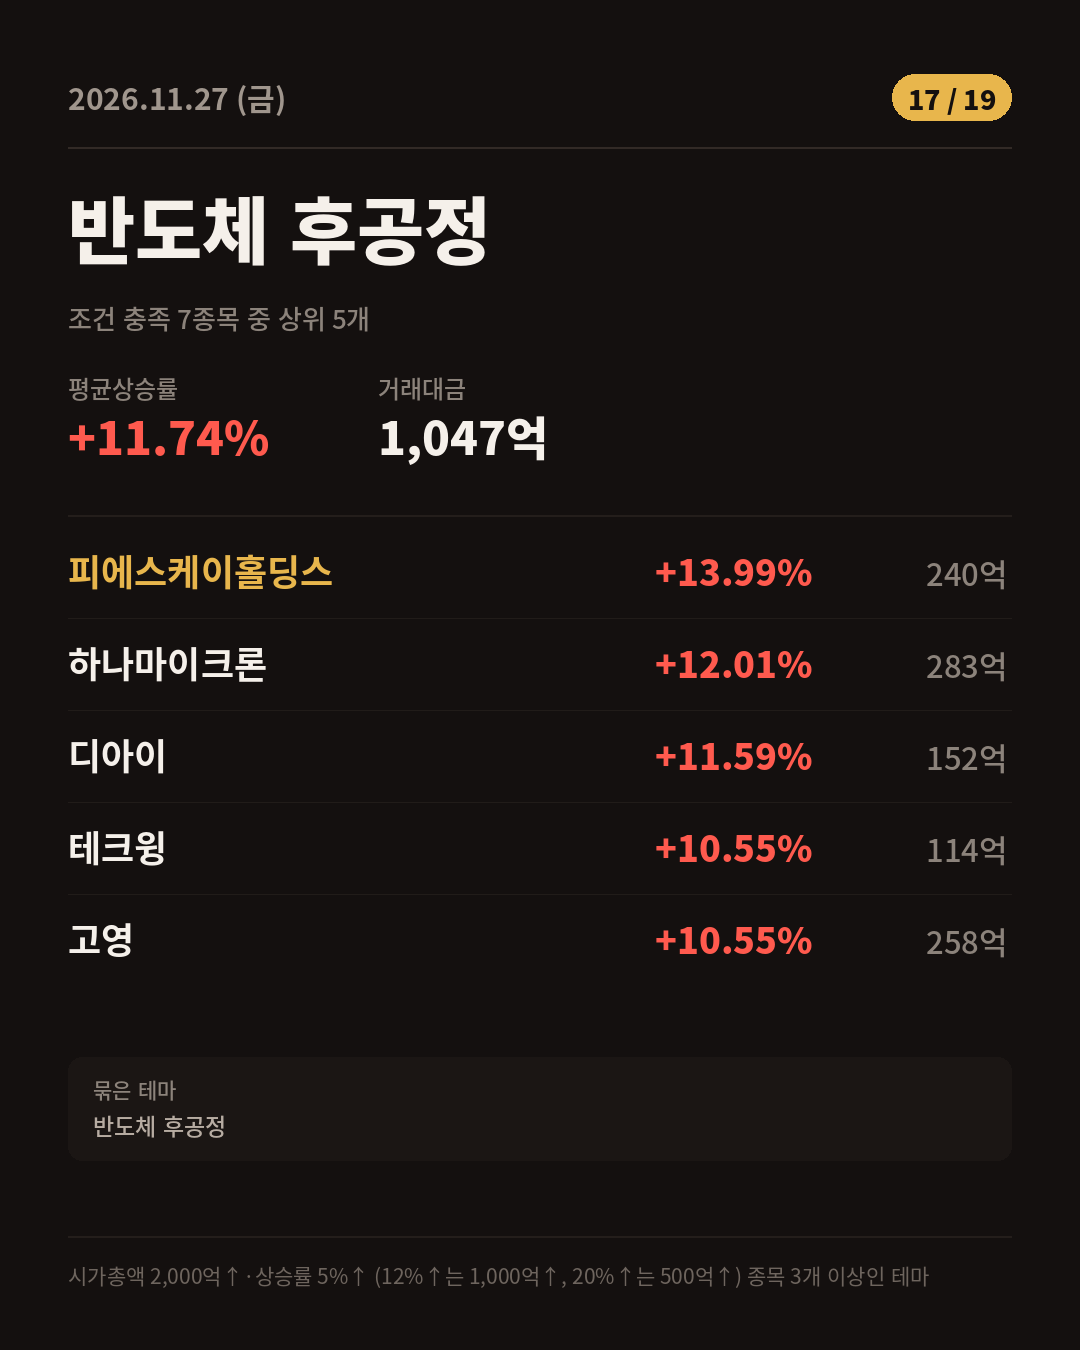 2026.11.27 (금)
17 / 19
반도체 후공정
조건 충족 7종목 중 상위 5개
평균상승률 거래대금
+11.74% 1,047억
피에스케이홀딩스 +13.99% 240억
하나마이크론 +12.01% 283억
디아이 +11.59% 152억
테크윙 +10.55% 114억
고영 +10.55% 258억
묶은 테마
반도체 후공정
시가총액 2,000억↑ · 상승률 5%↑ (12%↑는 1,000억↑, 20%↑는 500억↑) 종목 3개 이상인 테마